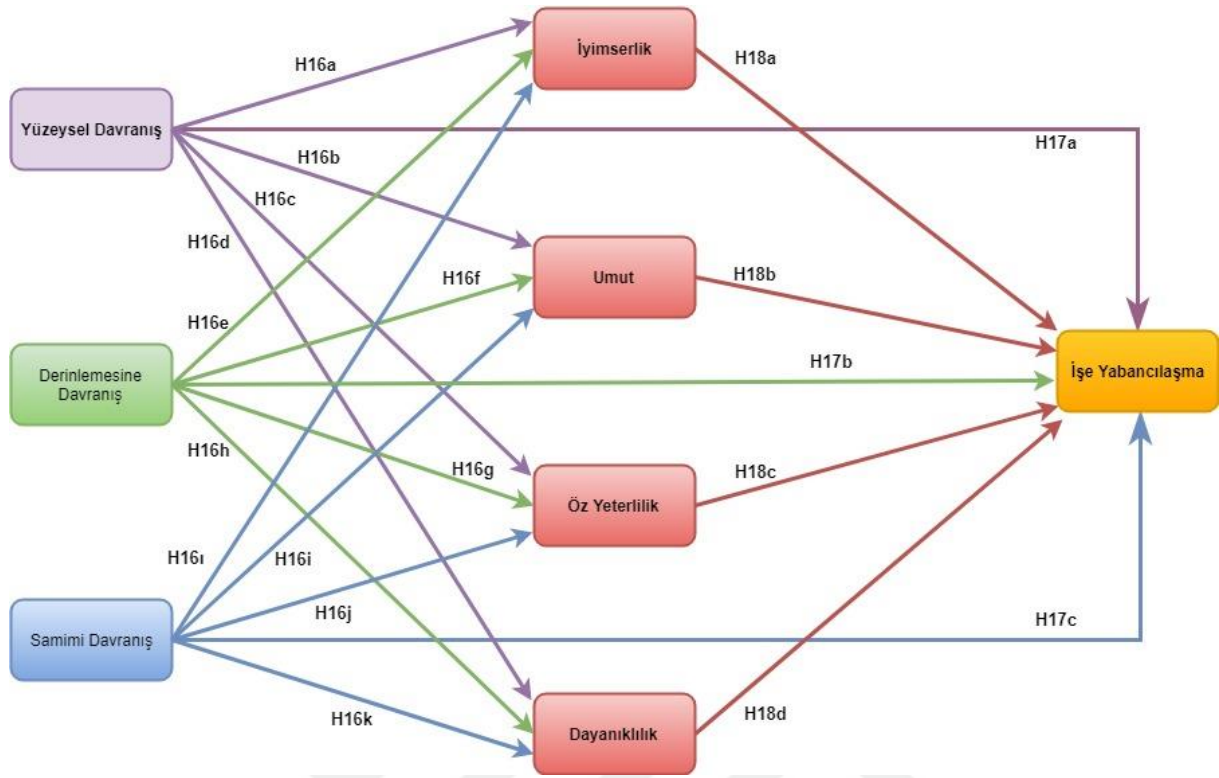 İyimserlik
H18a
H16a
Yüzeysel Davranış
H17a
H16b
H16c
H16d
Umut
H18b
H16f
H16e
Derinlemesine
Davranış
H17b
İşe Yabancılaşma
H16h
H16g
Öz Yeterlilik
H18c
H16ı
H16i
H16j
Samimi Davranış
H17c
H16k
Dayanıklılık
H18d